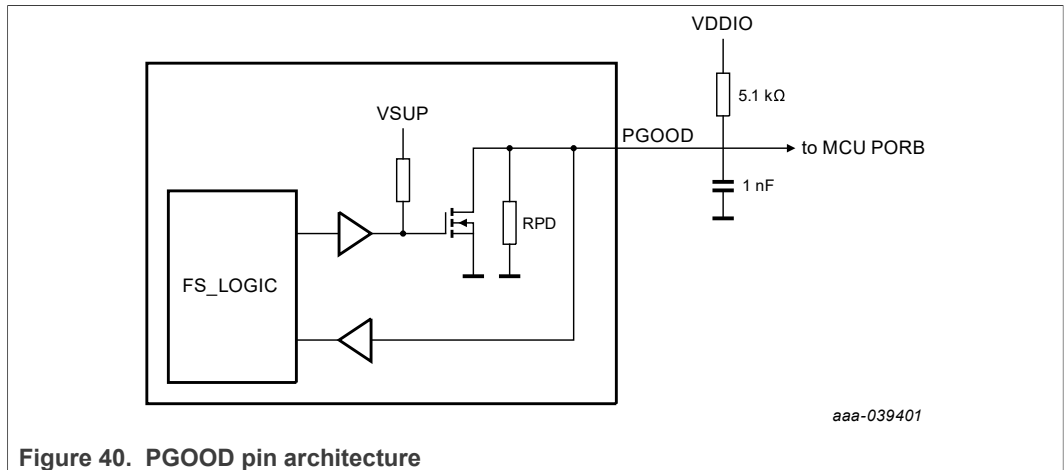 VDDIO
5.1 kΩ
VSUP
PGOOD
to MCU PORB
1 nF
RPD
FS_LOGIC
aaa-039401
Figure 40. PGOOD pin architecture